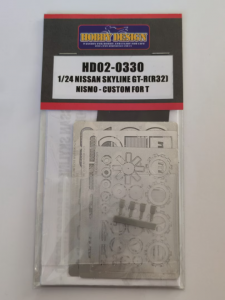 HOBBY DESIGN
HD02-0330
1/24 NISSAN SKYLINE GT-R(R32)
NISMO - CUSTOM FOR T